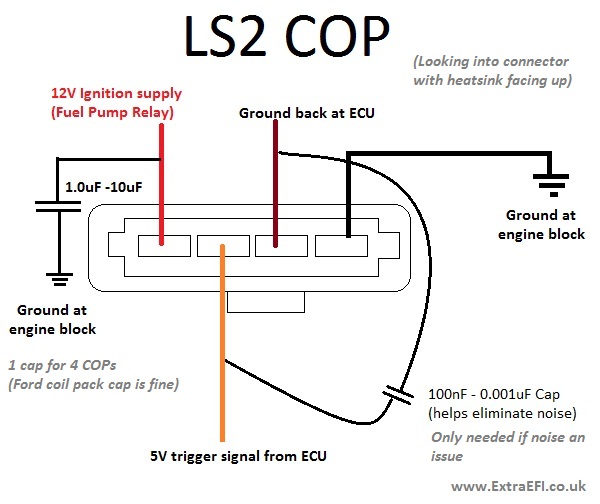 LS2 COP
(Looking into connector
with heatsink facing up)
12V Ignition supply
(Fuel Pump Relay)
Ground back at ECU
1.0uF -10uF
Ground at
engine block
Ground at
engine block
1 cap for 4 COPs
(Ford coil pack cap is fine)
100nF - 0.001uF Cap
(helps eliminate noise)
Only needed if noise an
issue
5V trigger signal from ECU
www.ExtraEFI.co.uk